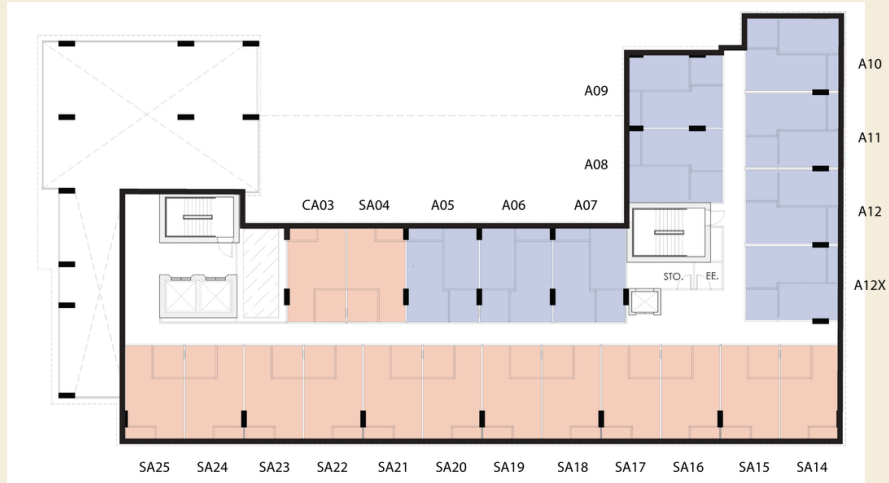 A10
A09
A11
A08
CA03 SA04 A05 A06 A07
A12
STO. EE.
A12X
SA25 SA24 SA23 SA22 SA21 SA20 SA19 SA18 SA17 SA16 SA15 SA14